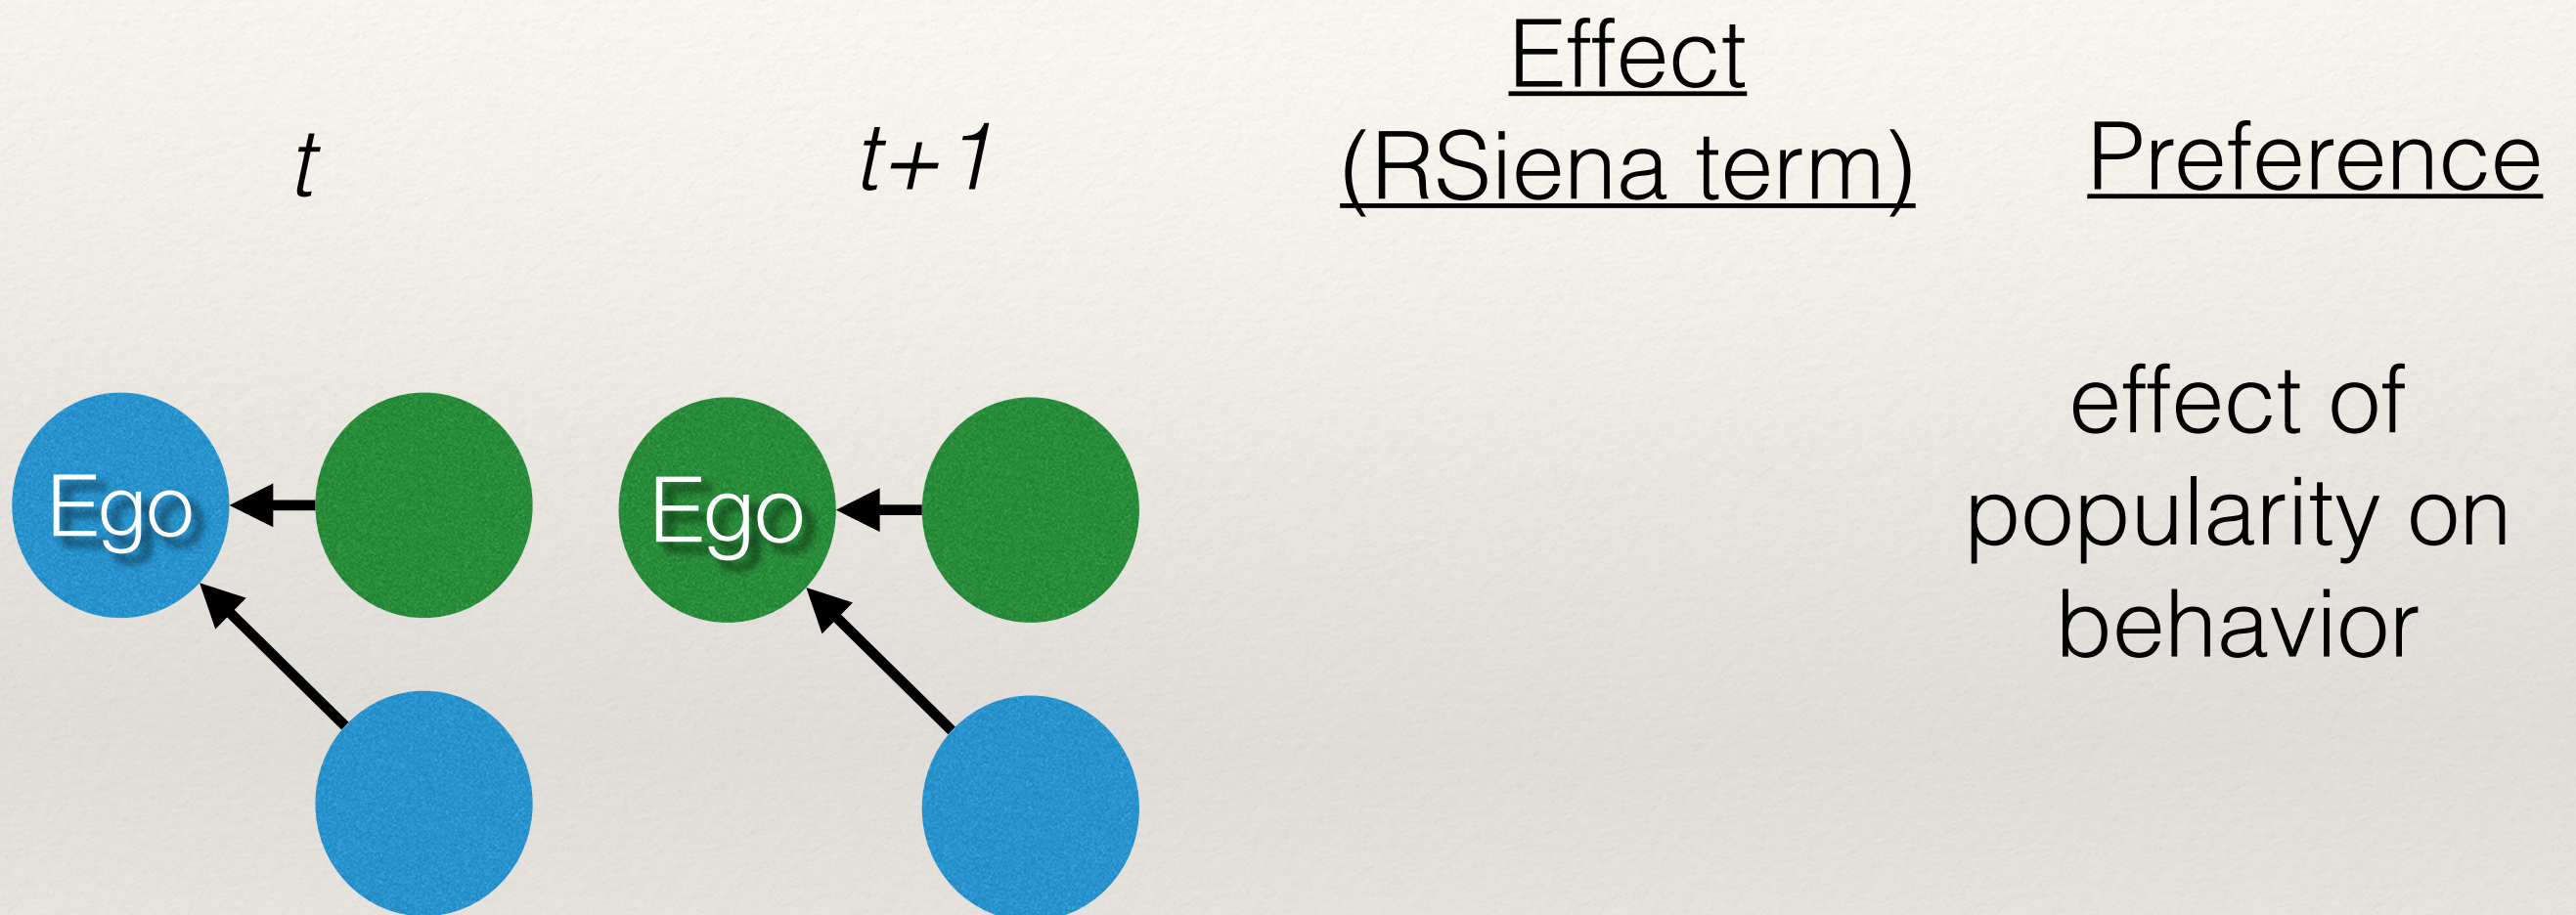 t
t+1
Effect
(RSiena term)
Preference
Ego
Ego
effect of
popularity on
behavior